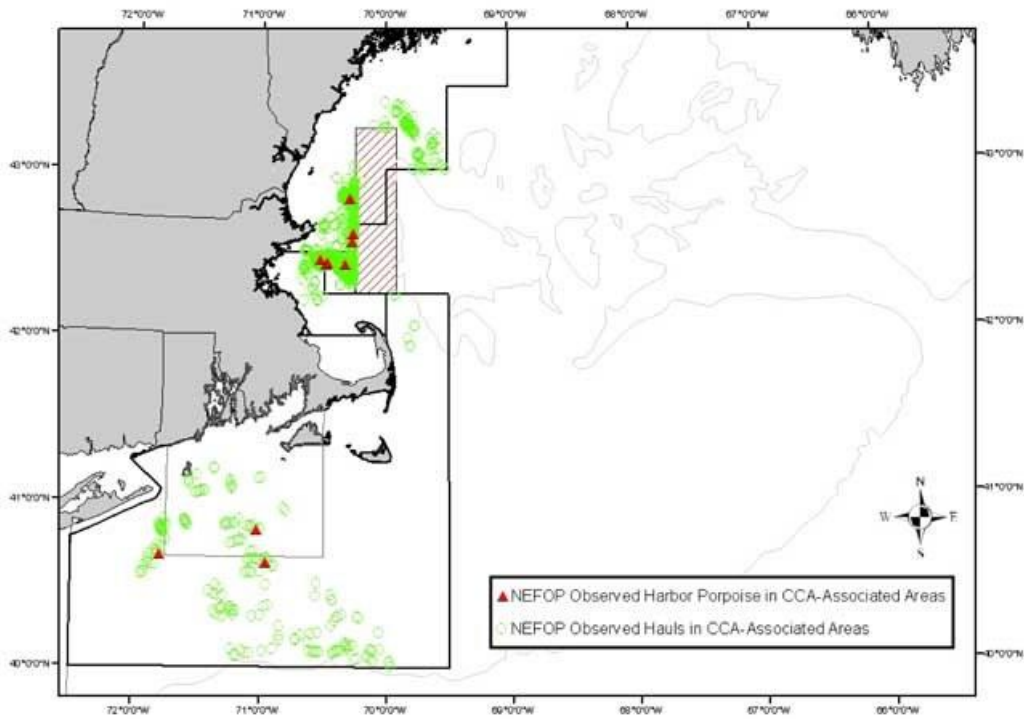 72°0'0"W 71°0'0"W 70°0'0"W 69°0'0"W 68°0'0"W 67°0'0"W 66°0'0"W
43°0'0"N 43°0'0"N
42°0'0"N 42°0'0"N
41°0'0"N 41°0'0"N
N
W E
S
NEFOP Observed Harbor Porpoise in CCA-Associated Areas
NEFOP Observed Hauls in CCA-Associated Areas
40°0'0"N 40°0'0"N
72°0'0"W 71°0'0"W 70°0'0"W 69°0'0"W 68°0'0"W 67°0'0"W 66°0'0"W